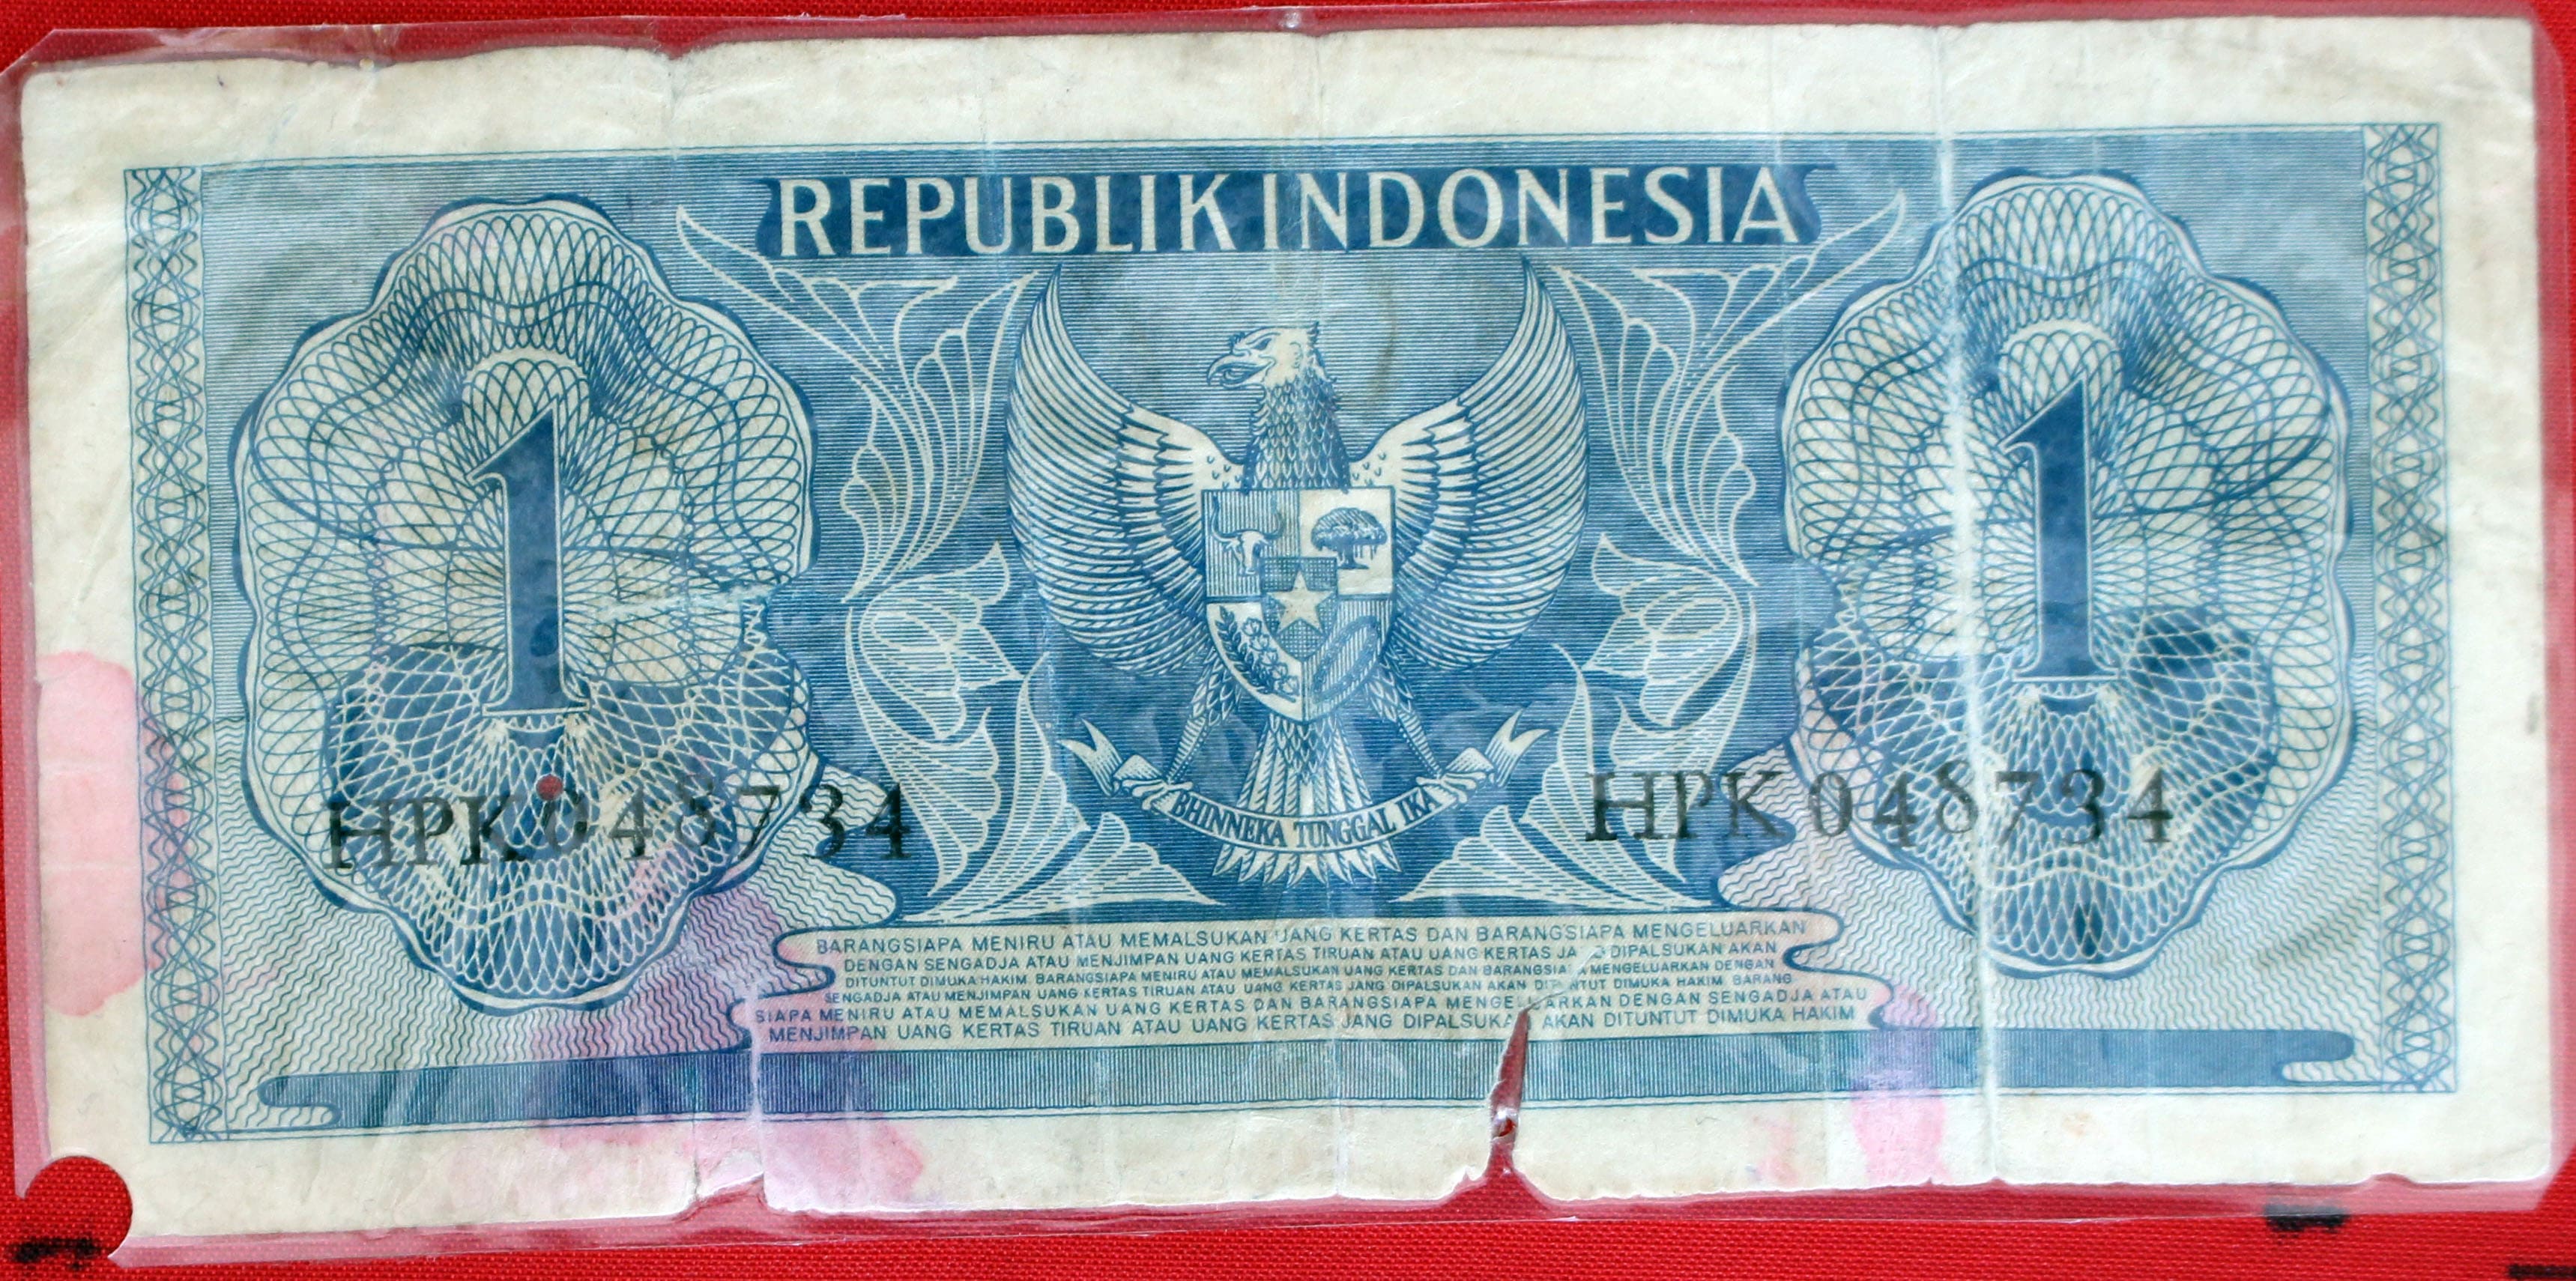 REPUBLIK INDONESIA
1
1
HPK 048734
HPK 048734
BHINNEKA TUNGGAL IKA
BARANGSIAPA MENIRU ATAU MEMALSUKAN UANG KERTAS DAN BARANGSIAPA MENGELUARKAN
DENGAN SENGADJA ATAU MENJIMPAN UANG KERTAS TIRUAN ATAU UANG KERTAS DIPALSUKAN AKAN
DITUNTUT DIMUKA HAKIM BARANGSIAPA MENIRU ATAU MEMALSUKAN UANG KERTAS DAN BARANGSIAPA MENGELUARKAN DENGAN
SENGADJA ATAU MENJIMPAN UANG KERTAS TIRUAN ATAU UANG KERTAS JANG DIPALSUKAN AKAN DITUNTUT DIMUKA HAKIM BARANG
SIAPA MENIRU ATAU MEMALSUKAN UANG KERTAS DAN BARANGSIAPA MENGELUARKAN DENGAN SENGADJA ATAU
MENJIMPAN UANG KERTAS TIRUAN ATAU UANG KERTAS JANG DIPALSUKAN AKAN DITUNTUT DIMUKA HAKIM